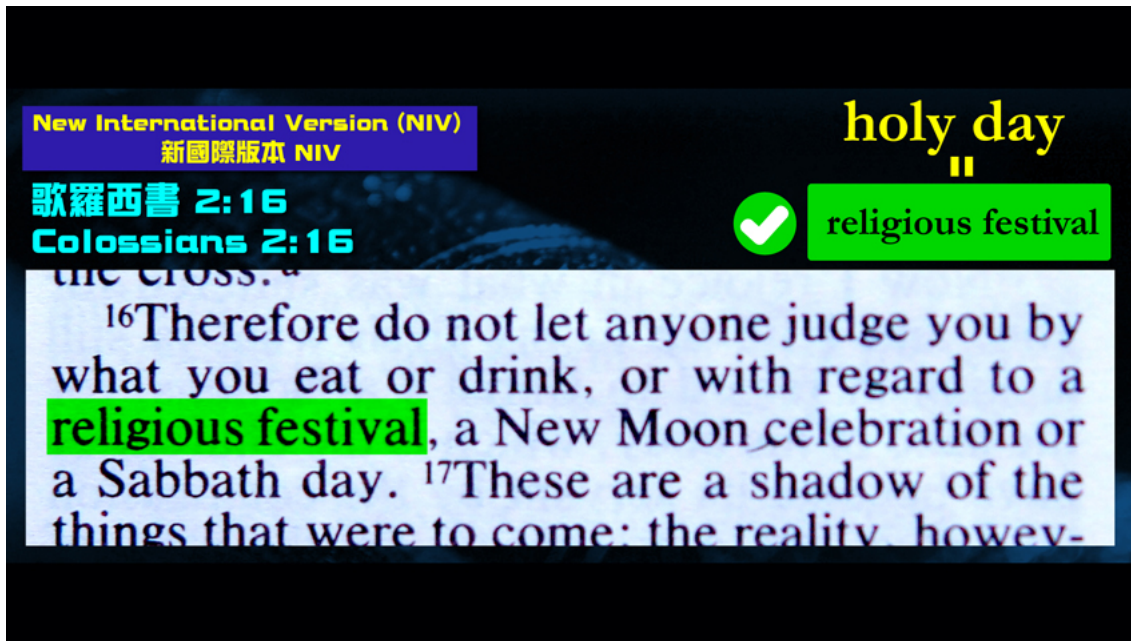 New International Version (NIV)
新國際版本 NIV
歌羅西書 2:16
Colossians 2:16
holy day
=
religious festival
the cross.
16Therefore do not let anyone judge you by
what you eat or drink, or with regard to a
religious festival, a New Moon celebration or
a Sabbath day. 17These are a shadow of the
things that were to come; the reality, howev-